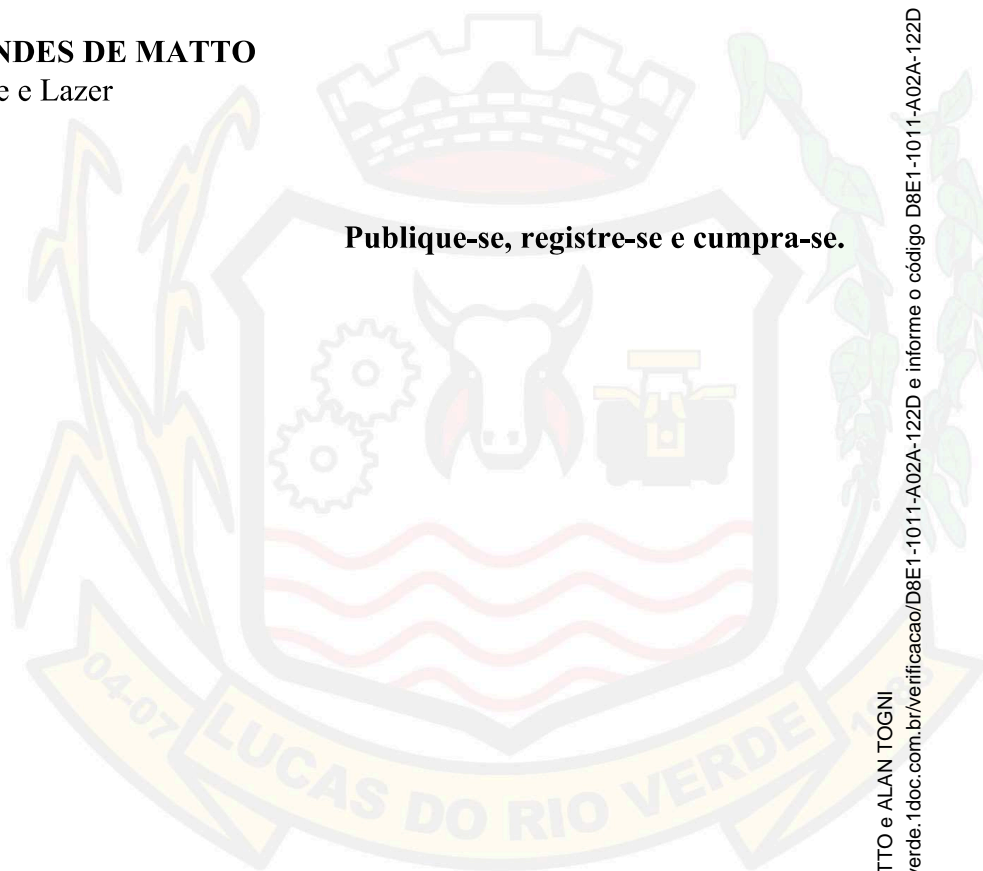 NDES DE MATTO
e e Lazer
Publique-se, registre-se e cumpra-se.
04-07
LUCAS DO RIO VERDE
TTO e ALAN TOGNI
verde.1doc.com.br/verificacao/D8E1-1011-A02A-122D e informe o código D8E1-1011-A02A-122D